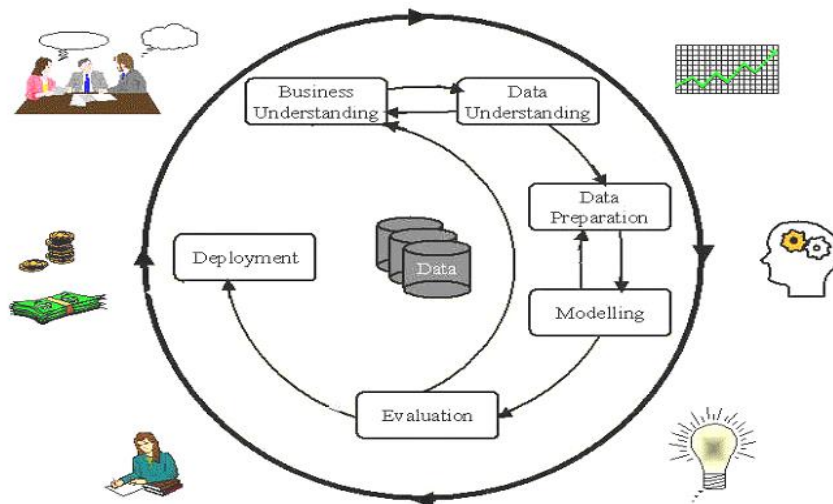 Business
Understanding
Data
Understanding
Data
Preparation
Deployment
Data
Modelling
Evaluation